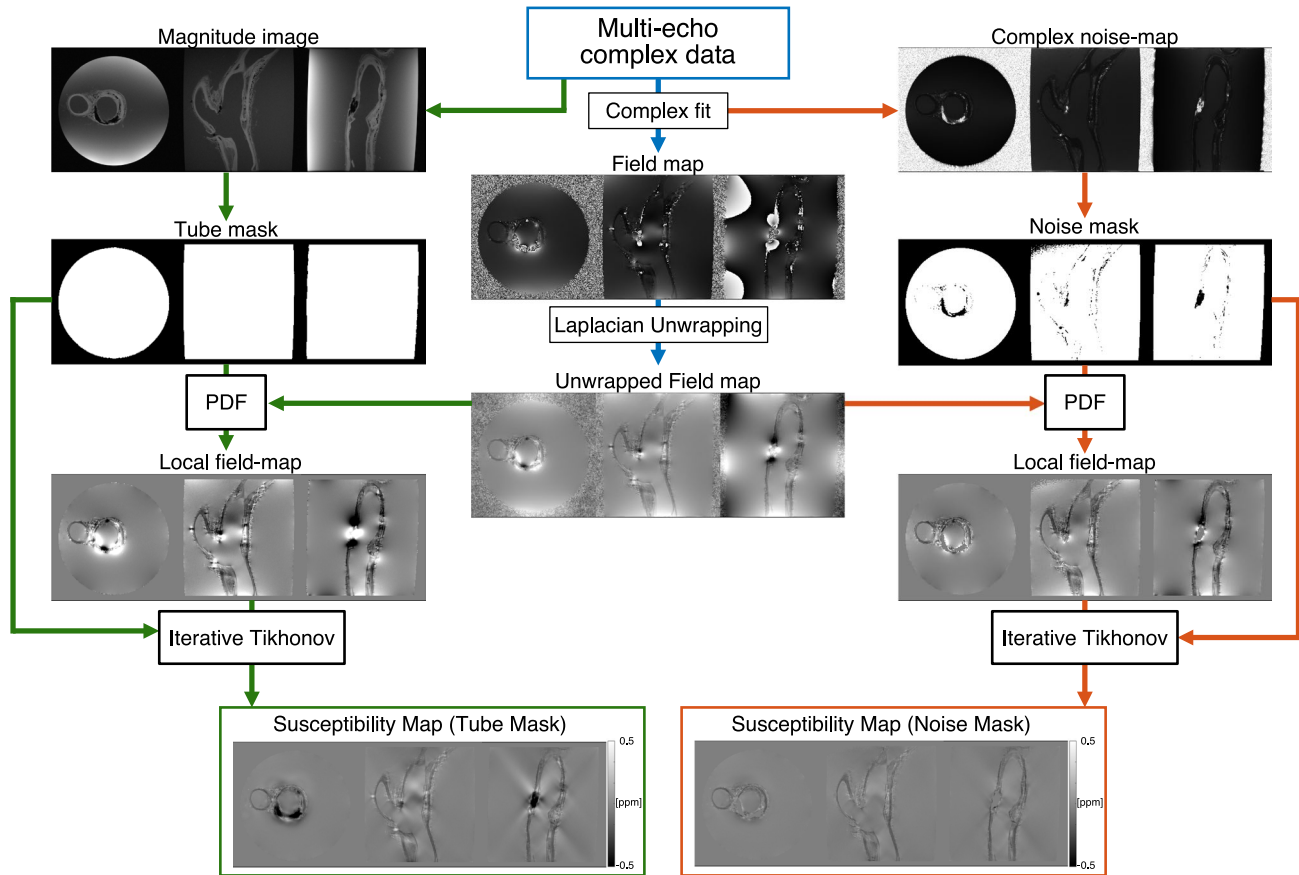 Multi-echo
complex data
Magnitude image
Complex noise-map
Complex fit
Field map
Tube mask
Noise mask
Laplacian Unwrapping
Unwrapped Field map
PDF
PDF
Local field-map
Local field-map
Iterative Tikhonov
Iterative Tikhonov
Susceptibility Map (Tube Mask)
0.5
[ppm]
-0.5
Susceptibility Map (Noise Mask)
0.5
[ppm]
-0.5